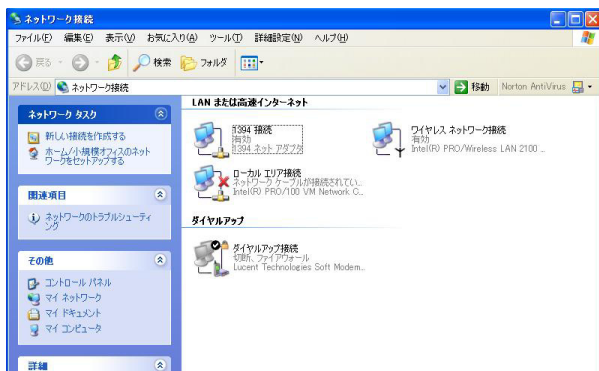 ネットワーク接続
ファイル(F) 編集(E) 表示(V) お気に入り(A) ツール(T) 詳細設定(N) ヘルプ(H)
戻る 検索 フォルダ
アドレス(D) ネットワーク接続 移動 Norton AntiVirus
ネットワーク タスク
新しい接続を作成する
ホーム/小規模オフィスのネット
ワークをセットアップする
関連項目
ネットワークのトラブルシューティ
ング
その他
コントロール パネル
マイ ネットワーク
マイ ドキュメント
マイ コンピュータ
詳細
LAN または高速インターネット
1394 接続
有効
1394 ネット アダプタ
ワイヤレス ネットワーク接続
有効
Intel(R) PRO/Wireless LAN 2100 ...
ローカル エリア接続
ネットワーク ケーブルが接続されてい...
Intel(R) PRO/100 VM Network C...
ダイヤルアップ
ダイヤルアップ接続
切断、ファイアウォール
Lucent Technologies Soft Modem...